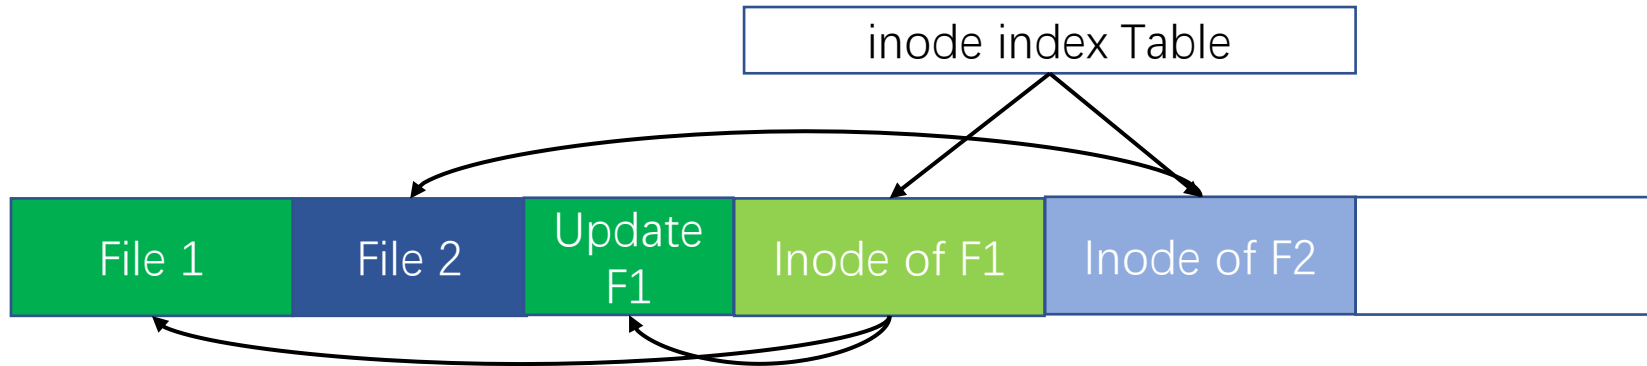 inode index Table
File 1
File 2
Update
F1
Inode of F1
Inode of F2